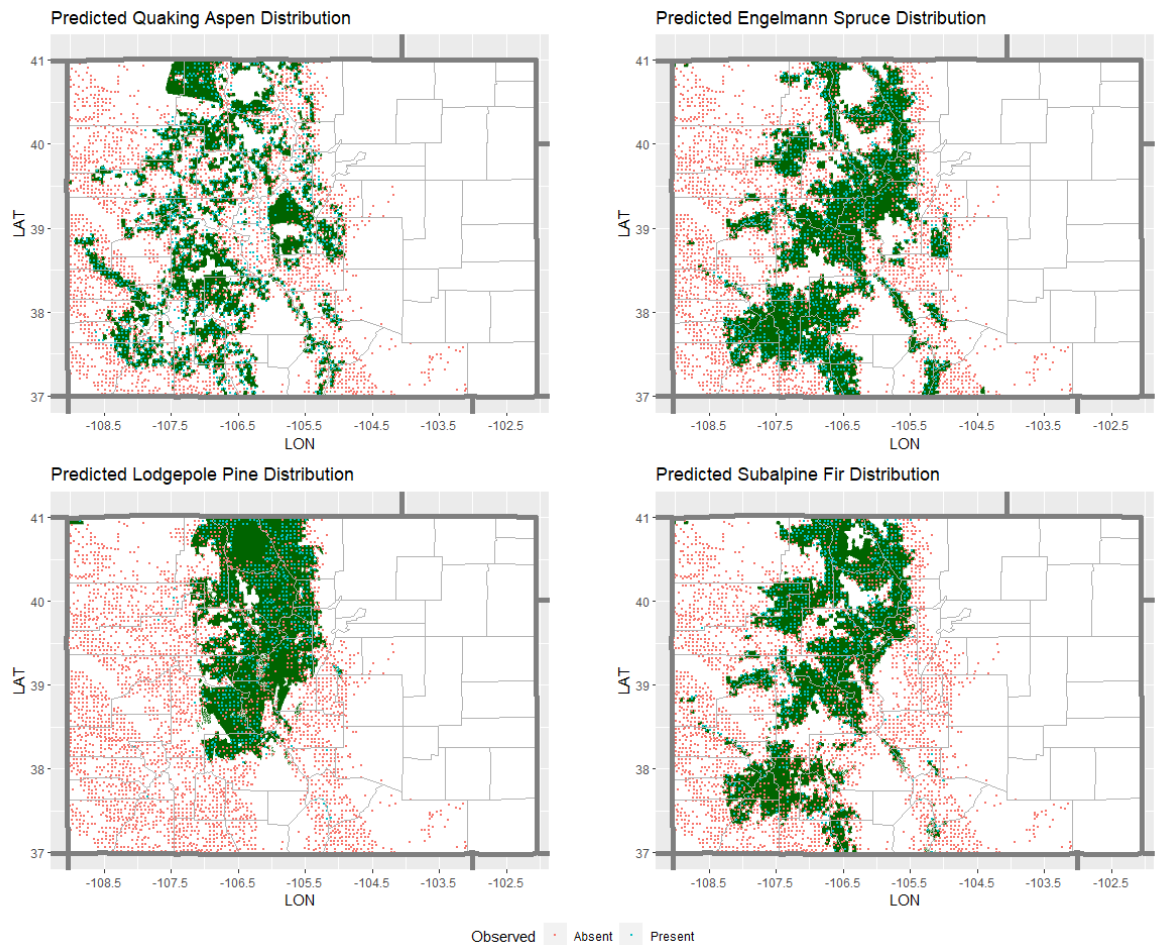 Predicted Quaking Aspen Distribution
41
40
39
38
37
LAT
-108.5 -107.5 -106.5 -105.5 -104.5 -103.5 -102.5
LON
Predicted Engelmann Spruce Distribution
41
40
39
38
37
LAT
-108.5 -107.5 -106.5 -105.5 -104.5 -103.5 -102.5
LON
Predicted Lodgepole Pine Distribution
41
40
39
38
37
LAT
-108.5 -107.5 -106.5 -105.5 -104.5 -103.5 -102.5
LON
Predicted Subalpine Fir Distribution
41
40
39
38
37
LAT
-108.5 -107.5 -106.5 -105.5 -104.5 -103.5 -102.5
LON
Observed Absent Present